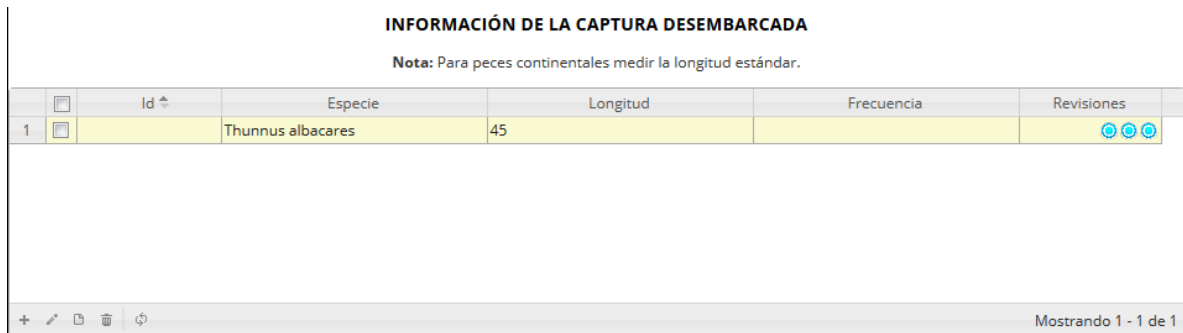 INFORMACIÓN DE LA CAPTURA DESEMBARCADA
Nota: Para peces continentales medir la longitud estándar.
Id Especie Longitud Frecuencia Revisiones
1 Thunnus albacares 45
Mostrando 1 - 1 de 1